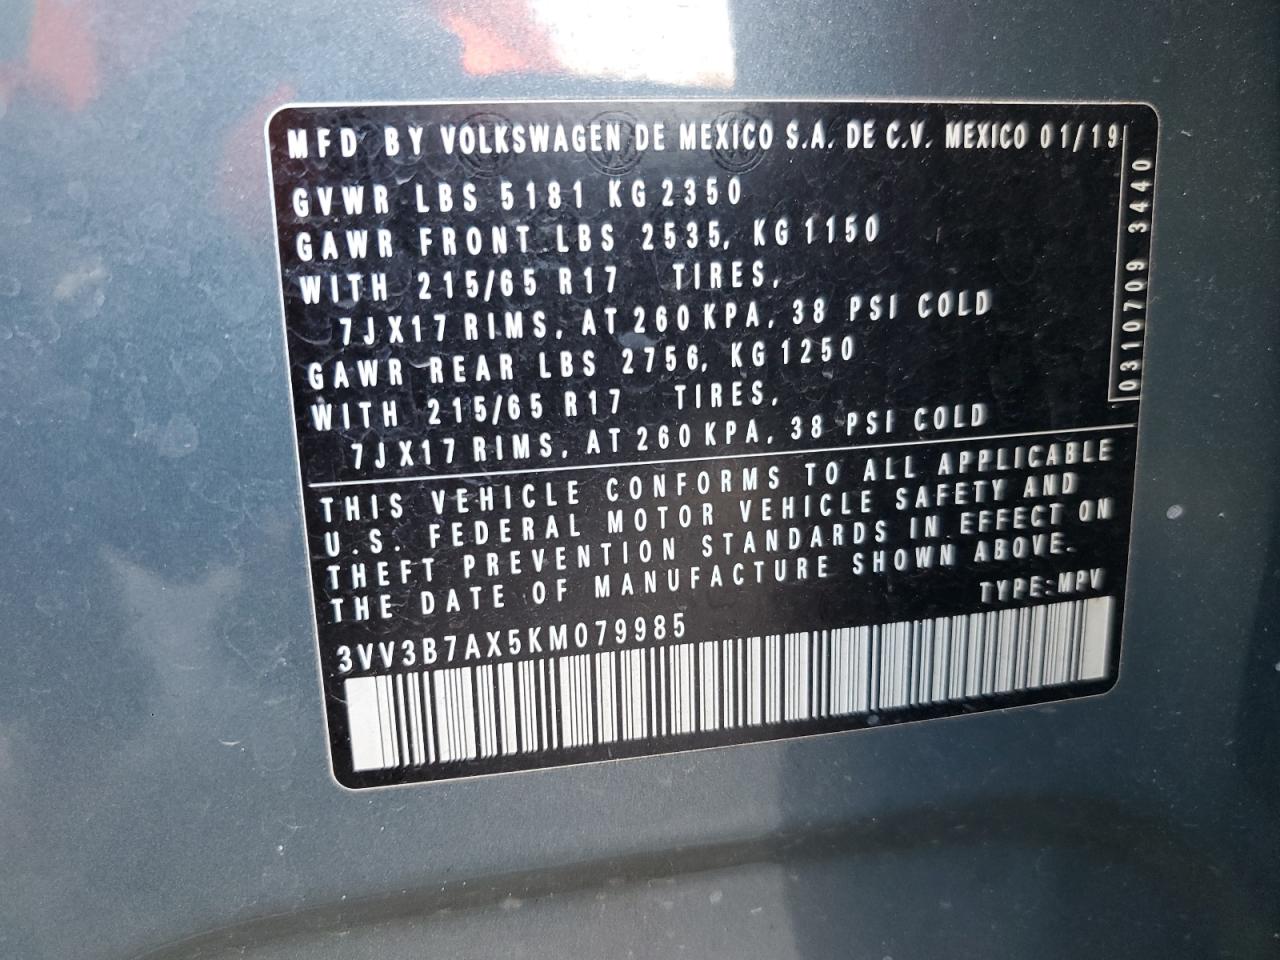 MFD BY VOLKSWAGEN DE MEXICO S.A. DE C.V. MEXICO 01/19
GVWR LBS 5181 KG 2350
GAWR FRONT LBS 2535, KG 1150
WITH 215/65 R17 TIRES,
7JX17 RIMS, AT 260 KPA, 38 PSI COLD
GAWR REAR LBS 2756, KG 1250
WITH 215/65 R17 TIRES,
7JX17 RIMS, AT 260 KPA, 38 PSI COLD
0310709 3440
THIS VEHICLE CONFORMS TO ALL APPLICABLE
U.S. FEDERAL MOTOR VEHICLE SAFETY AND
THEFT PREVENTION STANDARDS IN EFFECT ON
THE DATE OF MANUFACTURE SHOWN ABOVE.
TYPE: MPV
3VV3B7AX5KM079985